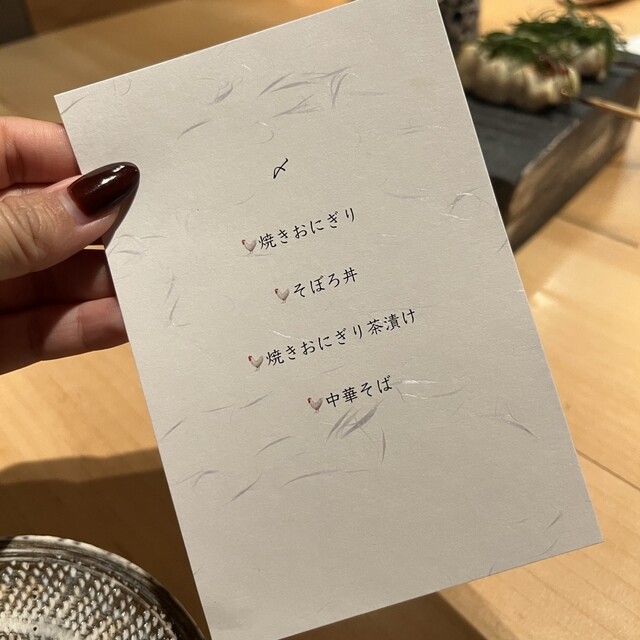 〆
焼きおにぎり
そぼろ丼
焼きおにぎり茶漬け
中華そば